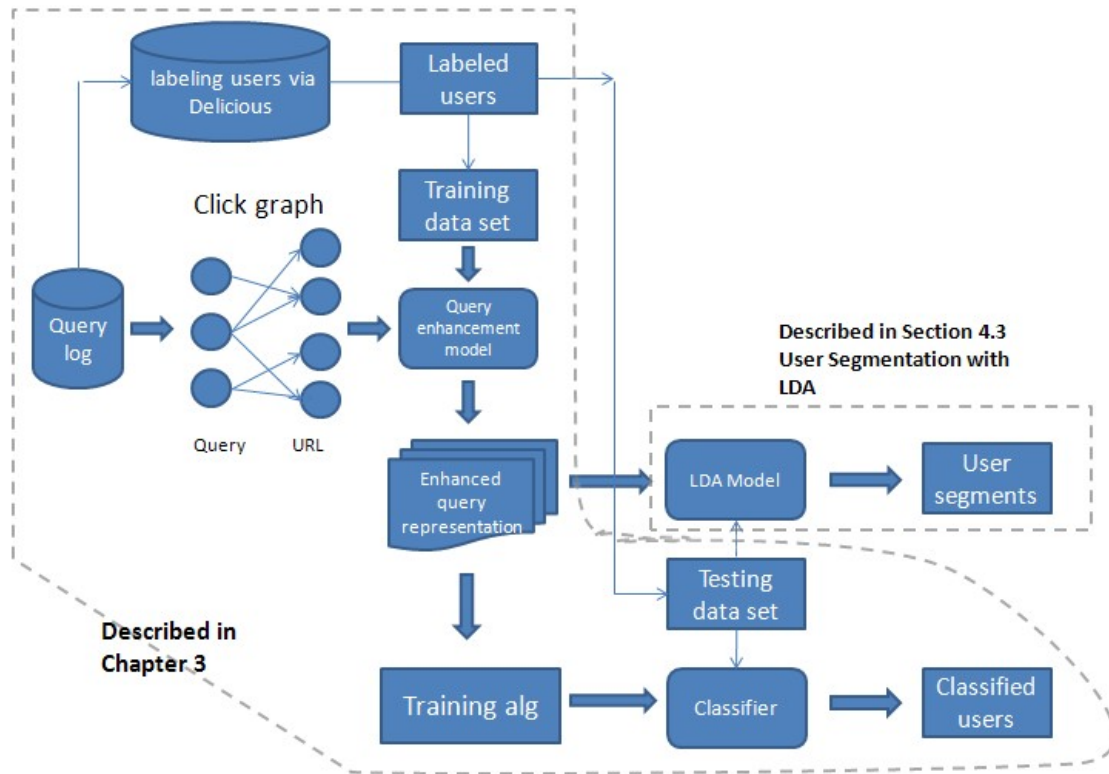 labeling users via
Delicious
Labeled
users
Training
data set
Click graph
Query
log
Query
enhancement
model
Query
URL
Described in Section 4.3
User Segmentation with
LDA
Enhanced
query
representation
LDA Model
User
segments
Testing
data set
Described in
Chapter 3
Training alg
Classifier
Classified
users